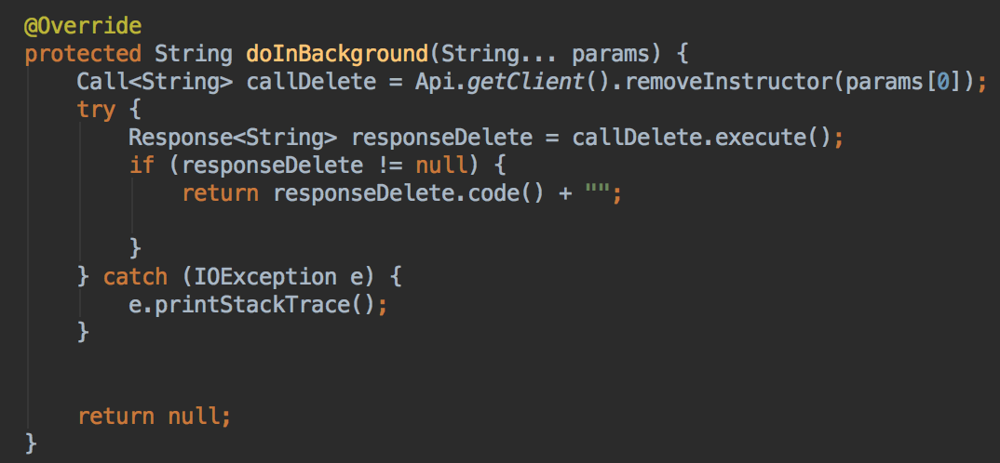 @Override
protected String doInBackground(String... params) {
    Call<String> callDelete = Api.getClient().removeInstructor(params[0]);
    try {
        Response<String> responseDelete = callDelete.execute();
        if (responseDelete != null) {
            return responseDelete.code() + "";
        }
    } catch (IOException e) {
        e.printStackTrace();
    }
    return null;
}